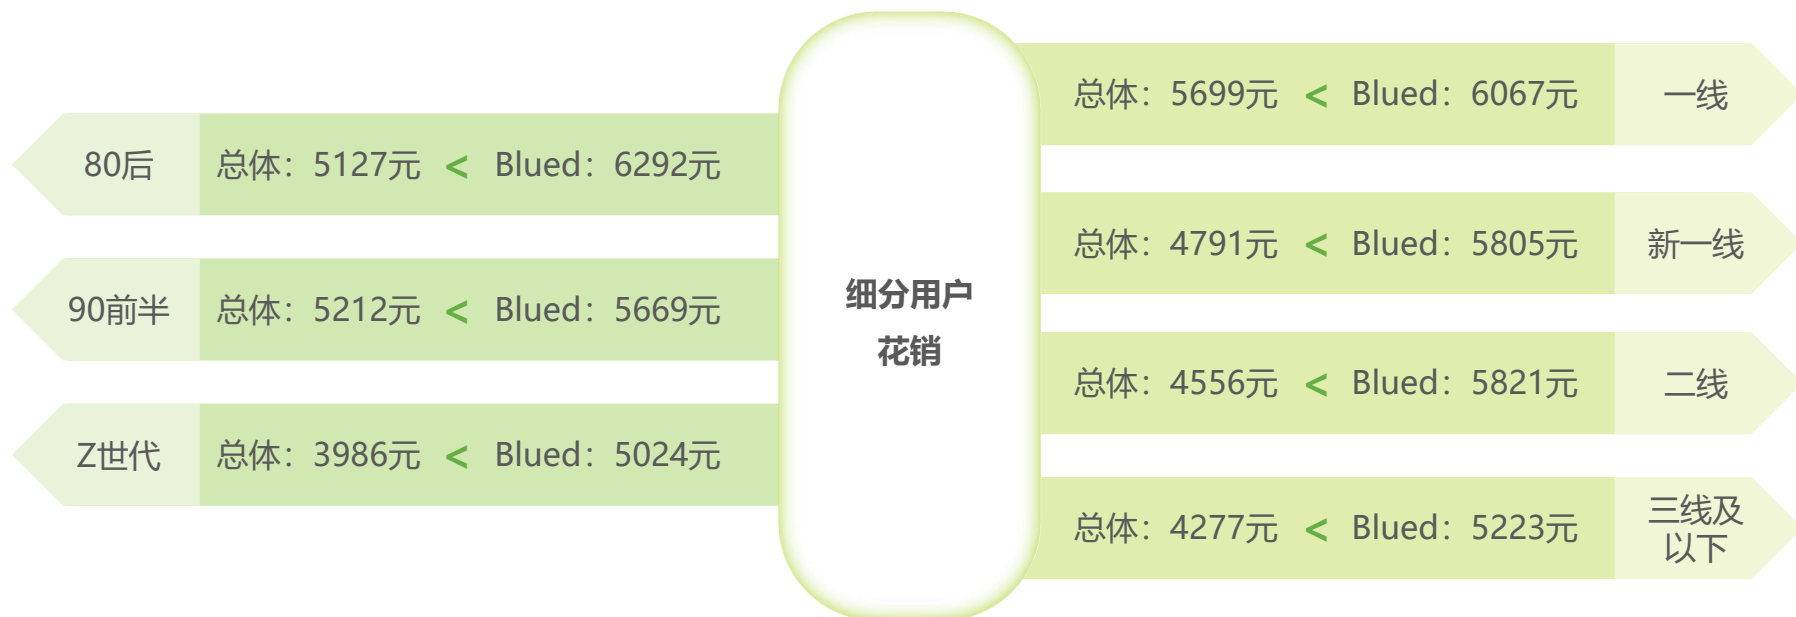 80后
总体：5127元 < Blued：6292元
90前半
总体：5212元 < Blued：5669元
Z世代
总体：3986元 < Blued：5024元
细分用户
花销
总体：5699元 < Blued：6067元
一线
总体：4791元 < Blued：5805元
新一线
总体：4556元 < Blued：5821元
二线
总体：4277元 < Blued：5223元
三线及
以下